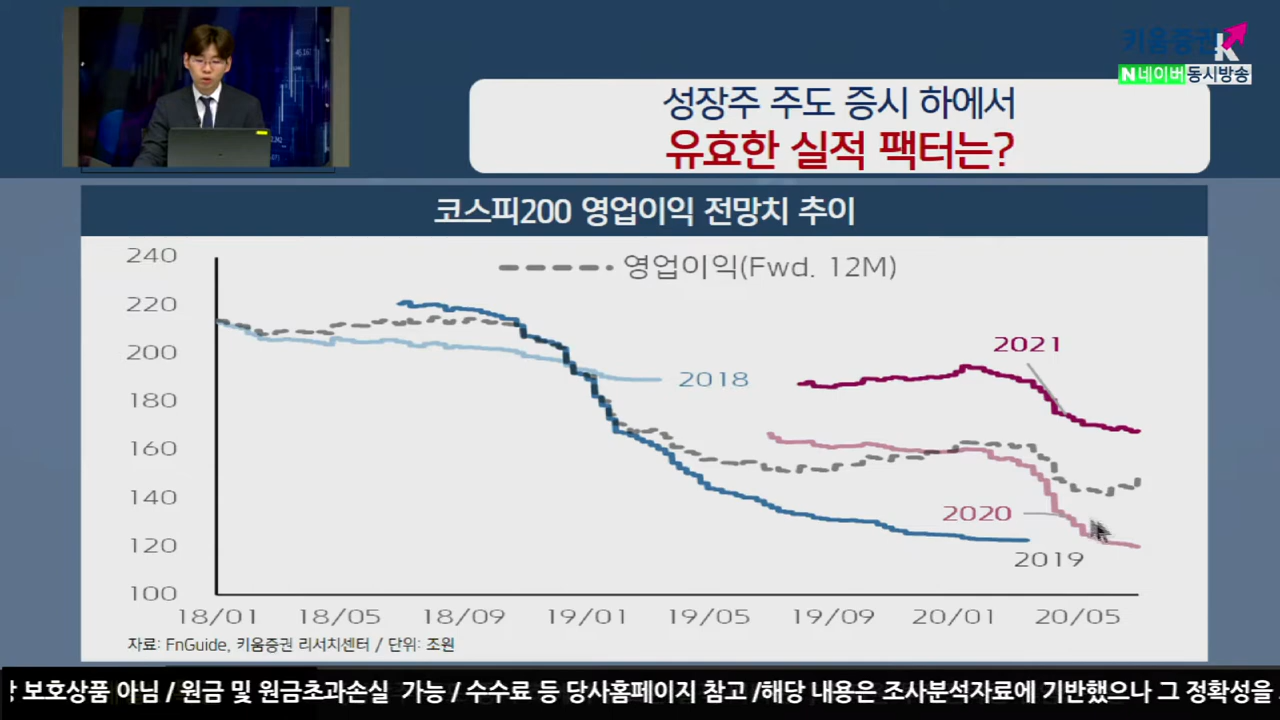 키움증권
N네이버 동시방송
성장주 주도 증시 하에서
유효한 실적 팩터는?
코스피200 영업이익 전망치 추이
영업이익(Fwd. 12M)
240
220
200
180
160
140
120
100
2018
2021
2020
2019
18/01 18/05 18/09 19/01 19/05 19/09 20/01 20/05
자료: FnGuide, 키움증권 리서치센터 / 단위: 조원
보호상품 아님 / 원금 및 원금초과손실 가능 / 수수료 등 당사홈페이지 참고 /해당 내용은 조사분석자료에 기반했으나 그 정확성을